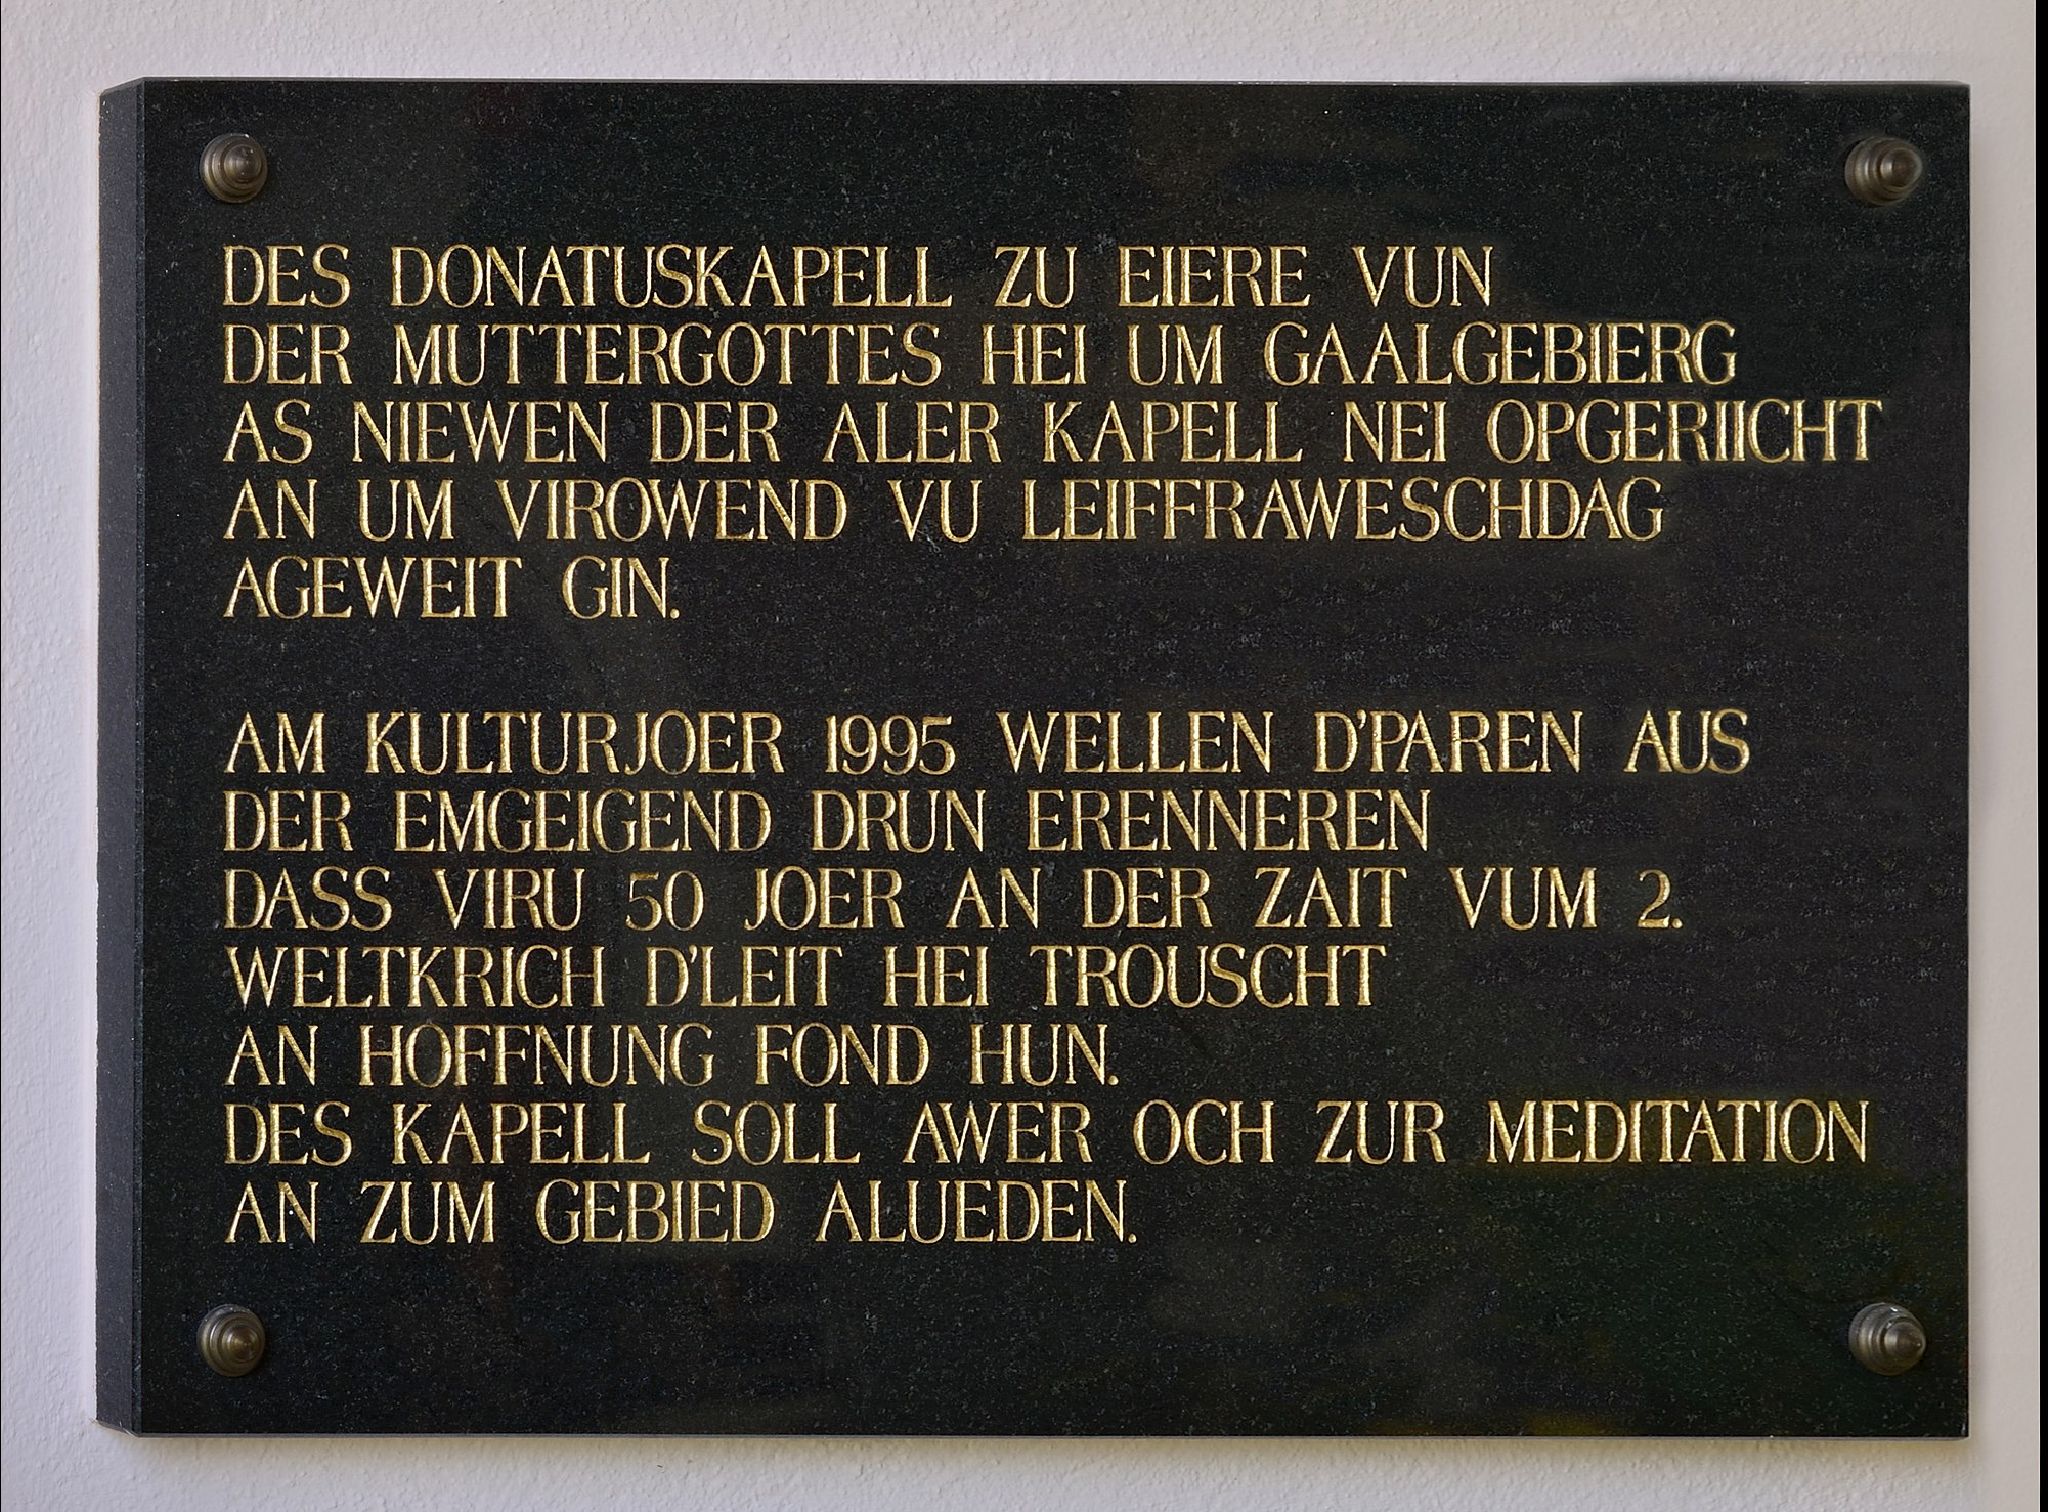 DES DONATUSKAPELL ZU EIERE VUN
DER MUTTERGOTTES HEI UM GAALGEBIERG
AS NIEWEN DER ALER KAPELL NEI OPGERIICHT
AN UM VIROWEND VU LEIFFRAWESCHDAG
AGEWEIT GIN.
AM KULTURJOER 1995 WELLEN D'PAREN AUS
DER EMGEIGEND DRUN ERENNEREN
DASS VIRU 50 JOER AN DER ZAIT VUM 2.
WELTKRICH D'LEIT HEI TROUSCHT
AN HOFFNUNG FOND HUN.
DES KAPELL SOLL AWER OCH ZUR MEDITATION
AN ZUM GEBIED ALUEDEN.